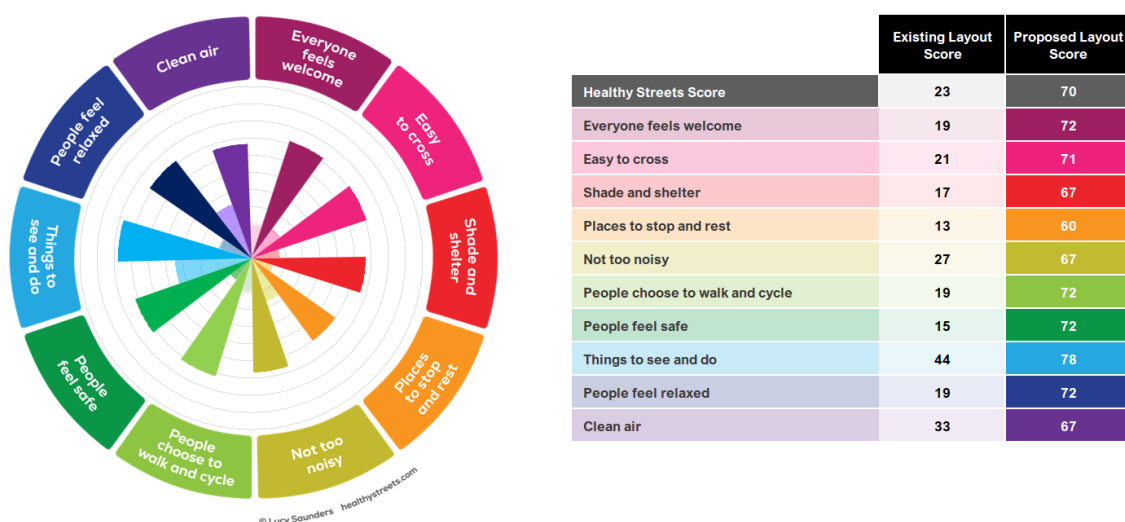 Clean air
Everyone
feels
welcome
Easy
to cross
Shade and
shelter
Places
to stop
and rest
Not too
noisy
People
choose to
walk and cycle
People
feel safe
Things to
see and do
People feel
relaxed
© Lucy Saunders healthystreets.com
Existing Layout Score Proposed Layout Score
Healthy Streets Score 23 70
Everyone feels welcome 19 72
Easy to cross 21 71
Shade and shelter 17 67
Places to stop and rest 13 60
Not too noisy 27 67
People choose to walk and cycle 19 72
People feel safe 15 72
Things to see and do 44 78
People feel relaxed 19 72
Clean air 33 67